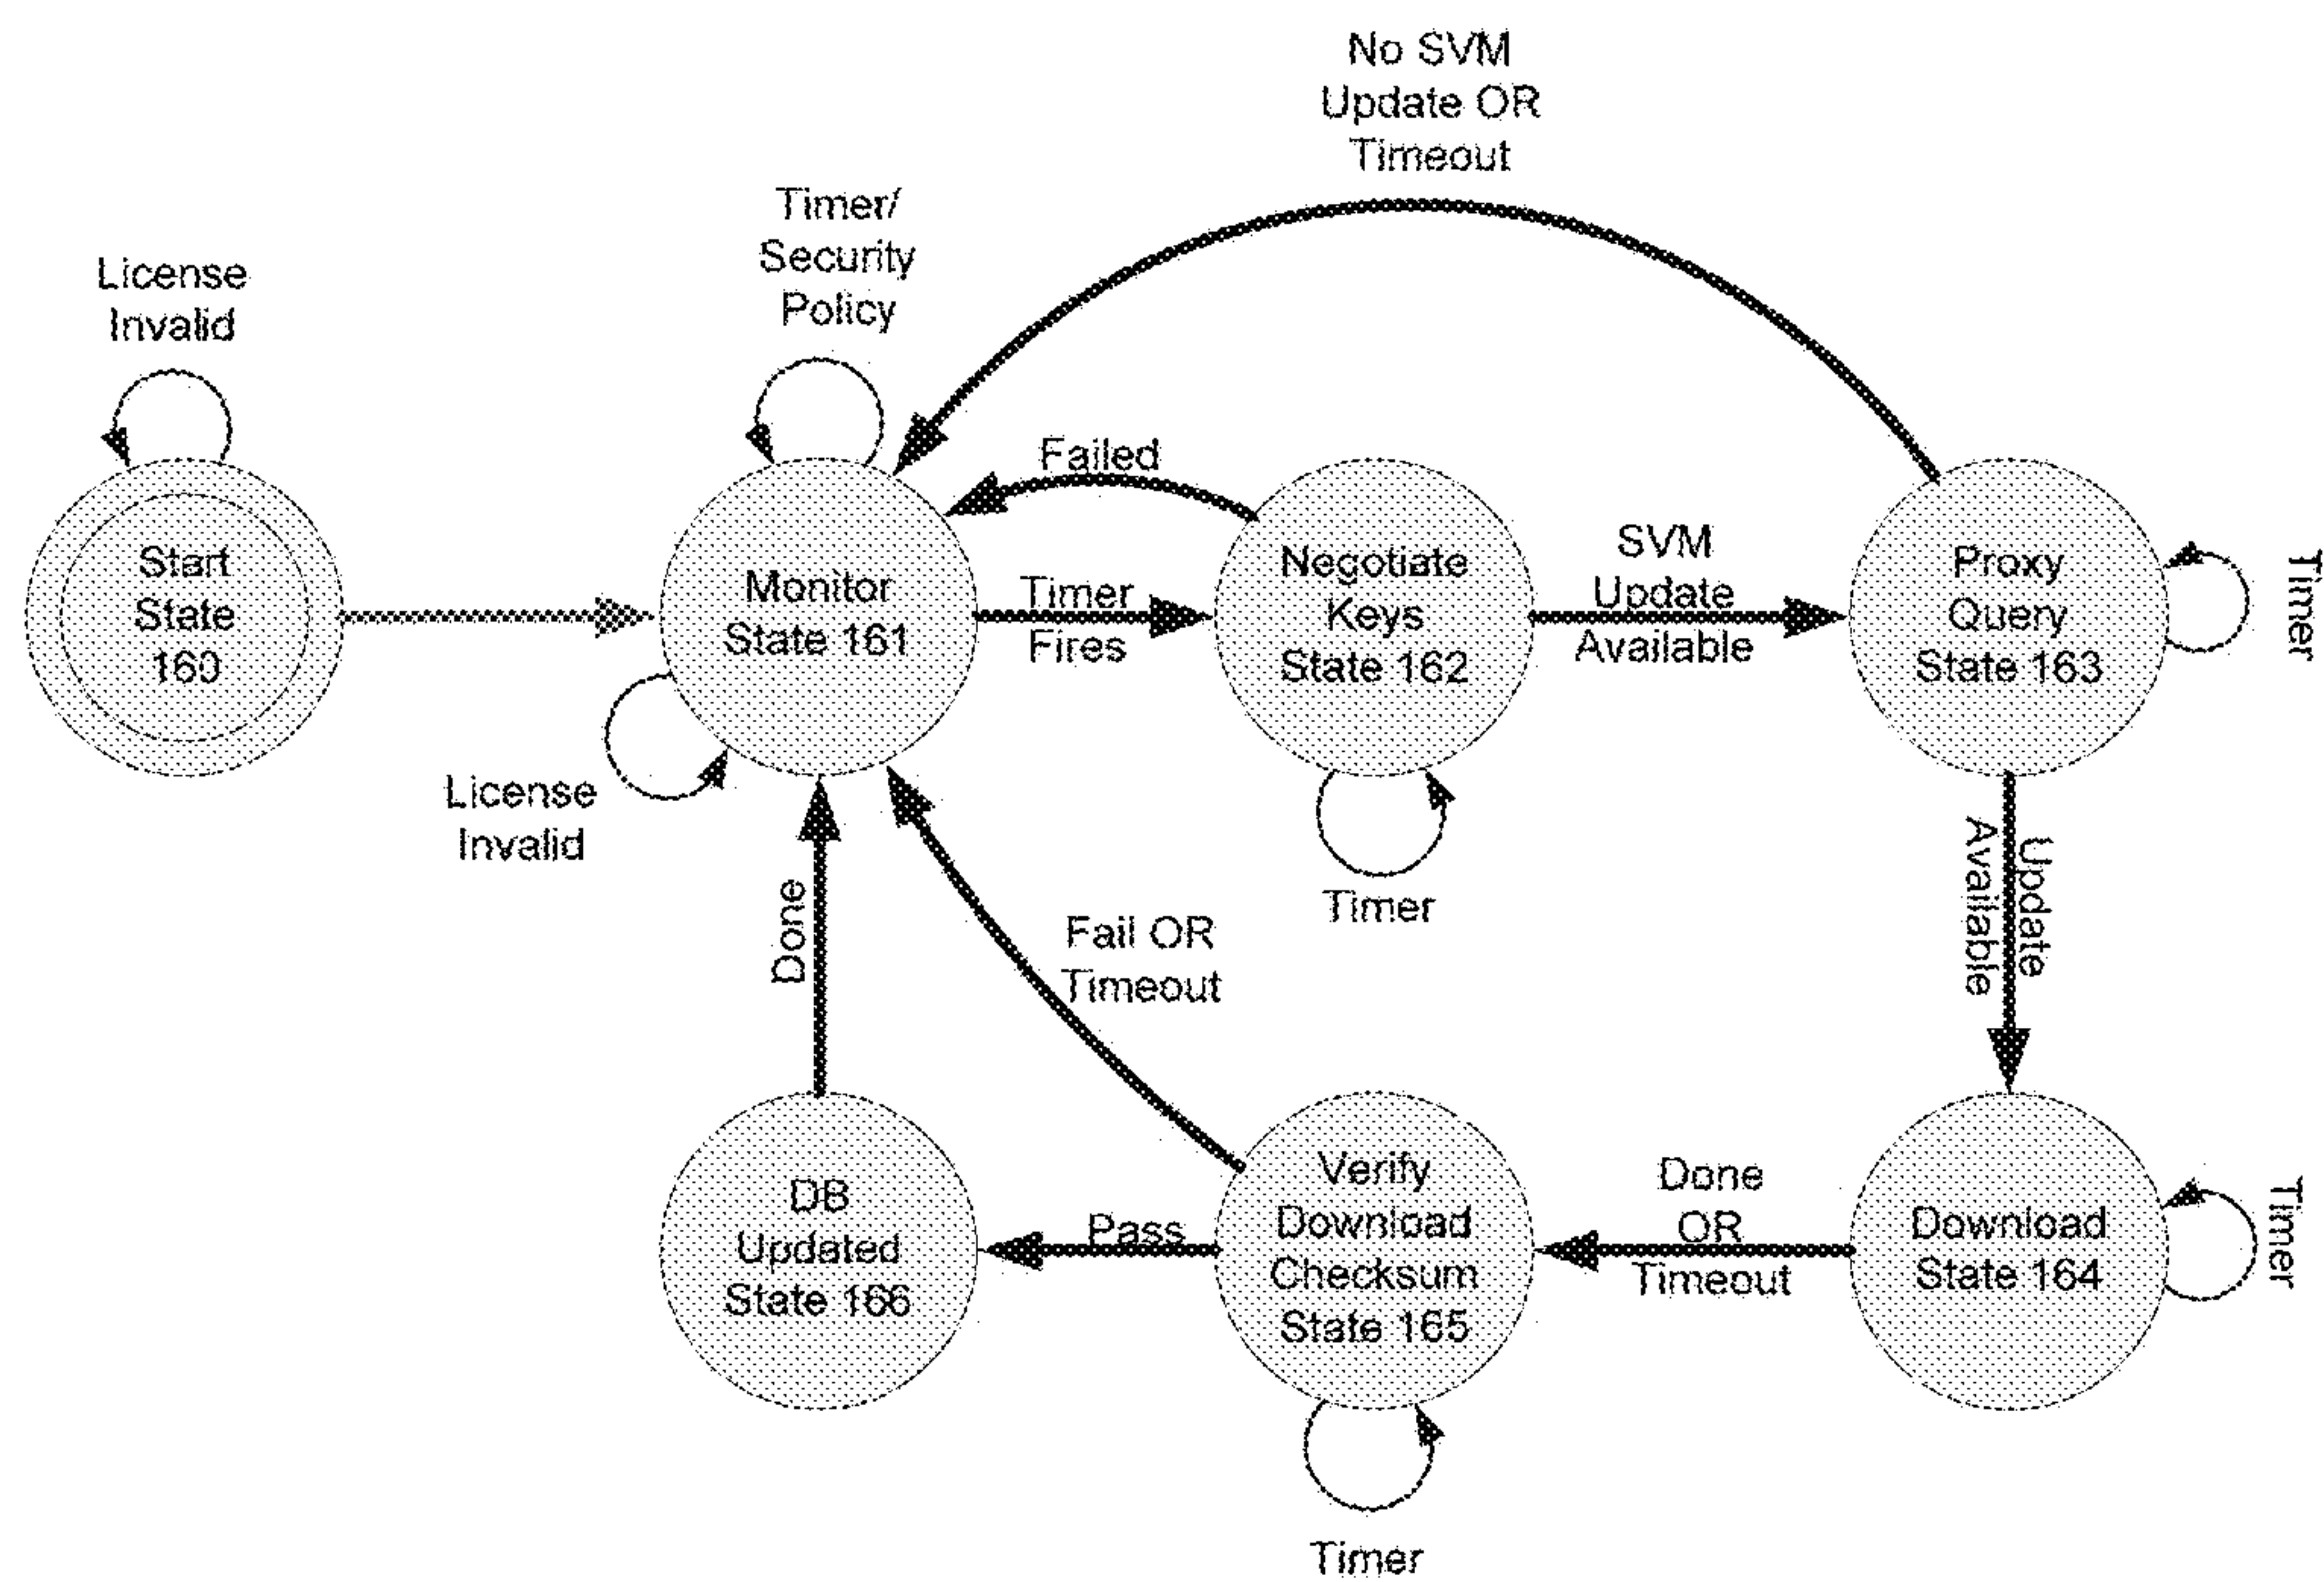 No SVM
Update OR
Timeout
Timer/
Security
Policy
License
Invalid
Failed
Start
State
160
Monitor
State 161
Timer
Fires
Negotiate
Keys
State 162
SVM
Update
Available
Proxy
Query
State 163
Timer
License
Invalid
Timer
Update
Available
Done
Fail OR
Timeout
DB
Updated
State 166
Pass
Verify
Download
Checksum
State 165
Done
OR
Timeout
Download
State 164
Timer
Timer